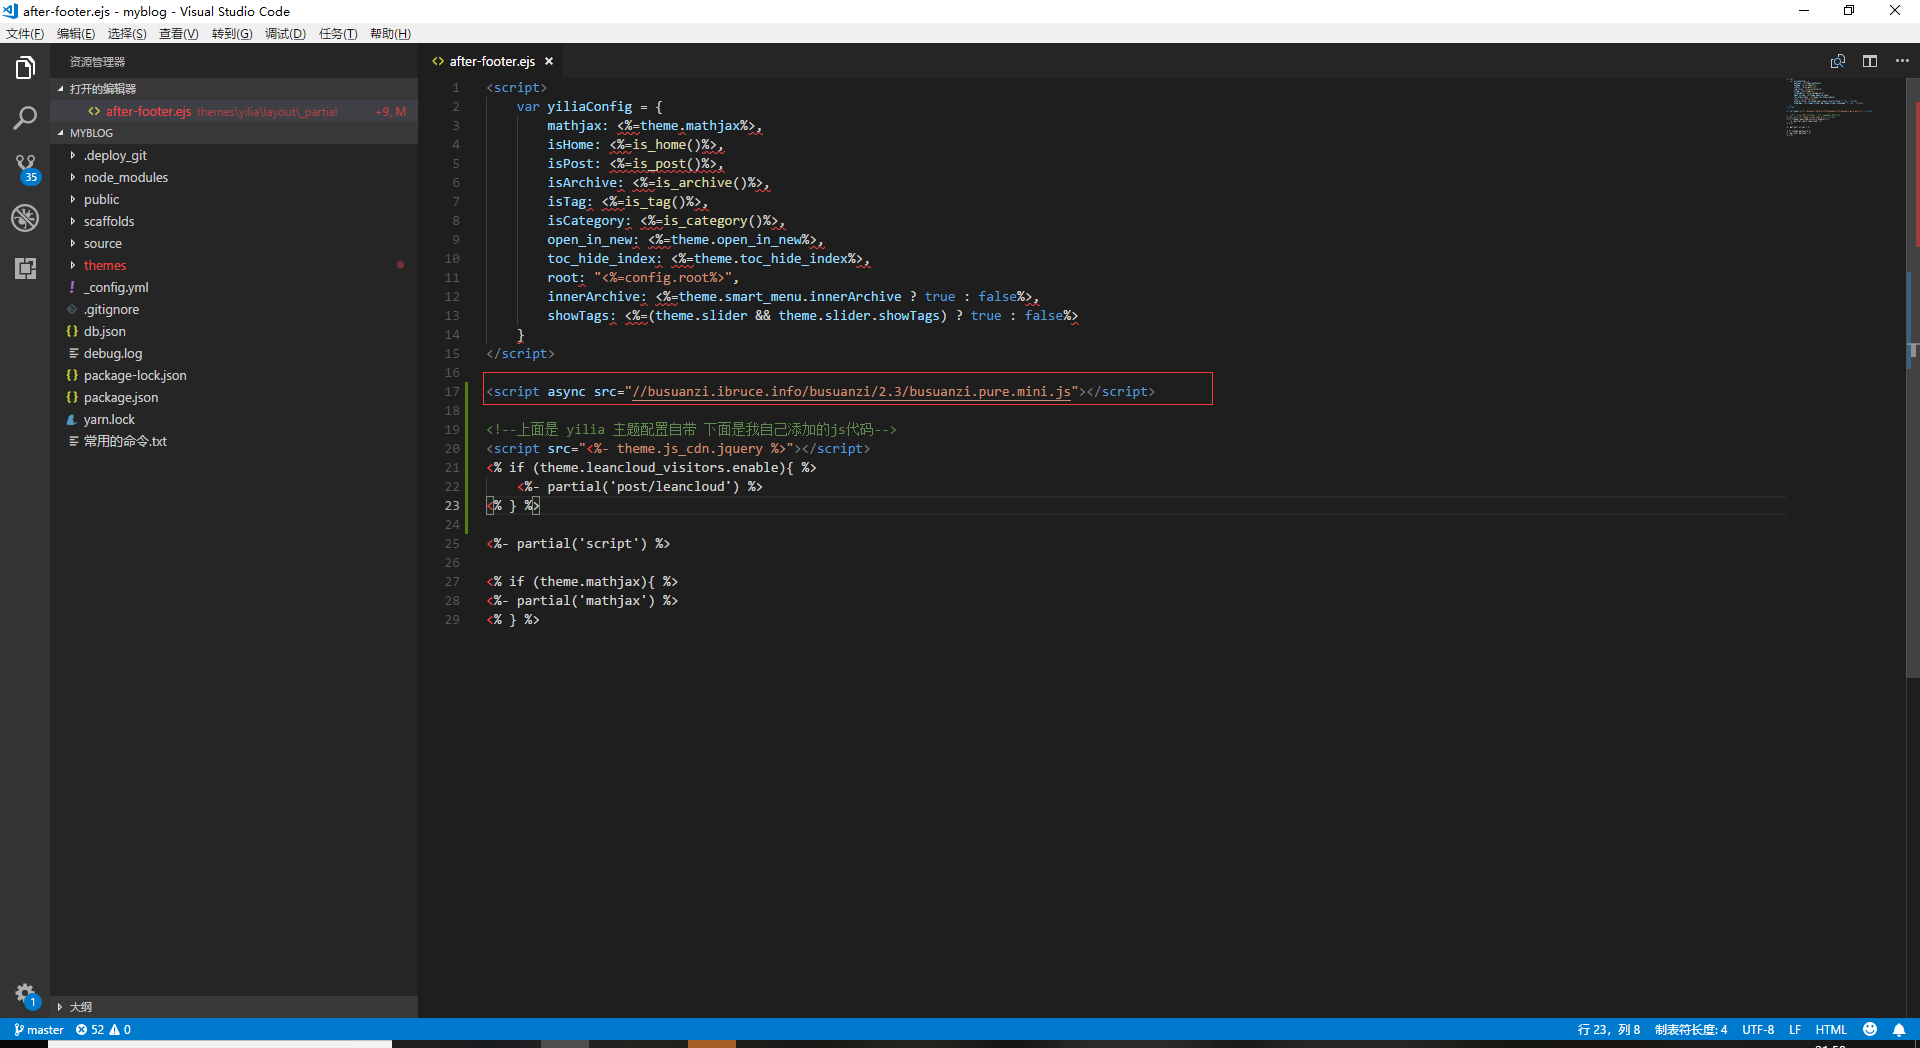 after-footer.ejs - myblog - Visual Studio Code
文件(F) 编辑(E) 选择(S) 查看(V) 转到(G) 调试(D) 任务(T) 帮助(H)
资源管理器
打开的编辑器
after-footer.ejs themes\yilia\layout\_partial +9, M
MYBLOG
.deploy_git
node_modules
public
scaffolds
source
themes
_config.yml
.gitignore
db.json
debug.log
package-lock.json
package.json
yarn.lock
常用的命令.txt
大纲
35
1
after-footer.ejs
1 <script>
2 var yiliaConfig = {
3 mathjax: <%=theme.mathjax%>,
4 isHome: <%=is_home()%>,
5 isPost: <%=is_post()%>,
6 isArchive: <%=is_archive()%>,
7 isTag: <%=is_tag()%>,
8 isCategory: <%=is_category()%>,
9 open_in_new: <%=theme.open_in_new%>,
10 toc_hide_index: <%=theme.toc_hide_index%>,
11 root: "<%=config.root%>",
12 innerArchive: <%=theme.smart_menu.innerArchive ? true : false%>,
13 showTags: <%=(theme.slider && theme.slider.showTags) ? true : false%>
14 }
15 </script>
16
17 <script async src="//busuanzi.ibruce.info/busuanzi/2.3/busuanzi.pure.mini.js"></script>
18
19 <!--上面是 yilia 主题配置自带 下面是我自己添加的js代码-->
20 <script src="<%- theme.js_cdn.jquery %>"></script>
21 <% if (theme.leancloud_visitors.enable){ %>
22 <%- partial('post/leancloud') %>
23 <% } %>
24
25 <%- partial('script') %>
26
27 <% if (theme.mathjax){ %>
28 <%- partial('mathjax') %>
29 <% } %>
master 52 0 行 23，列 8 制表符长度: 4 UTF-8 LF HTML